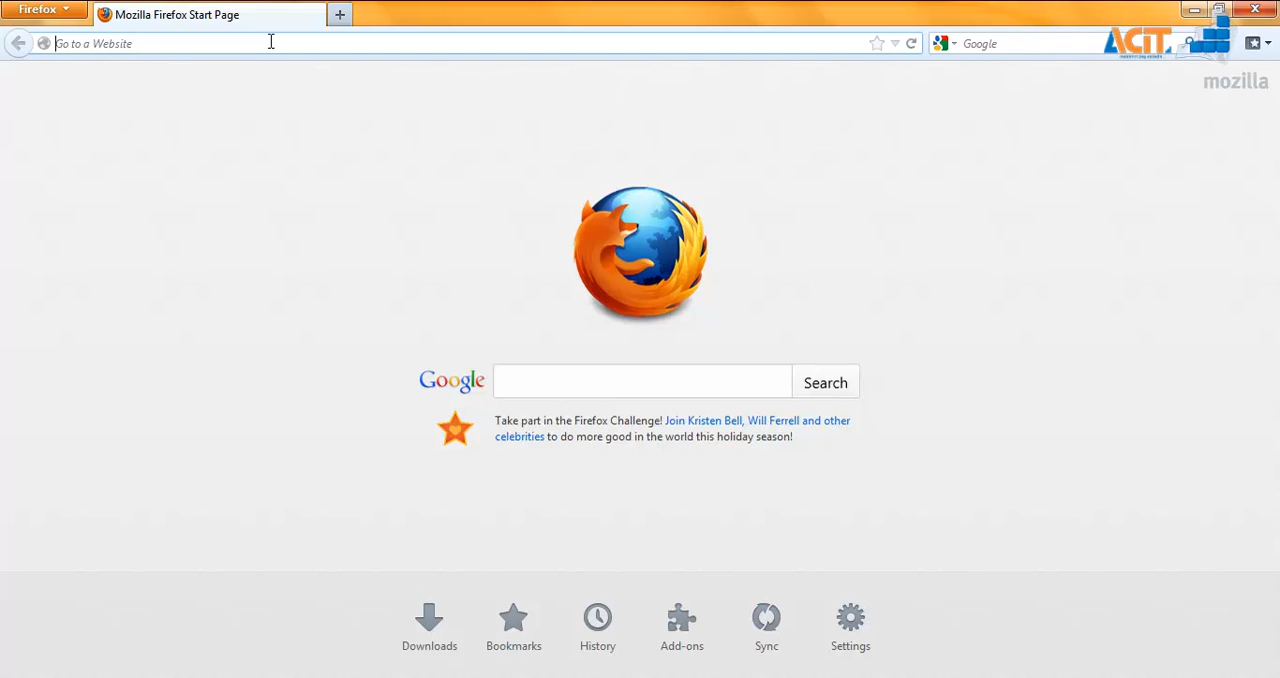 Firefox
Mozilla Firefox Start Page
Go to a Website
Google
ACIT
mozilla
Google
Search
Take part in the Firefox Challenge! Join Kristen Bell, Will Ferrell and other
celebrities to do more good in the world this holiday season!
Downloads
Bookmarks
History
Add-ons
Sync
Settings